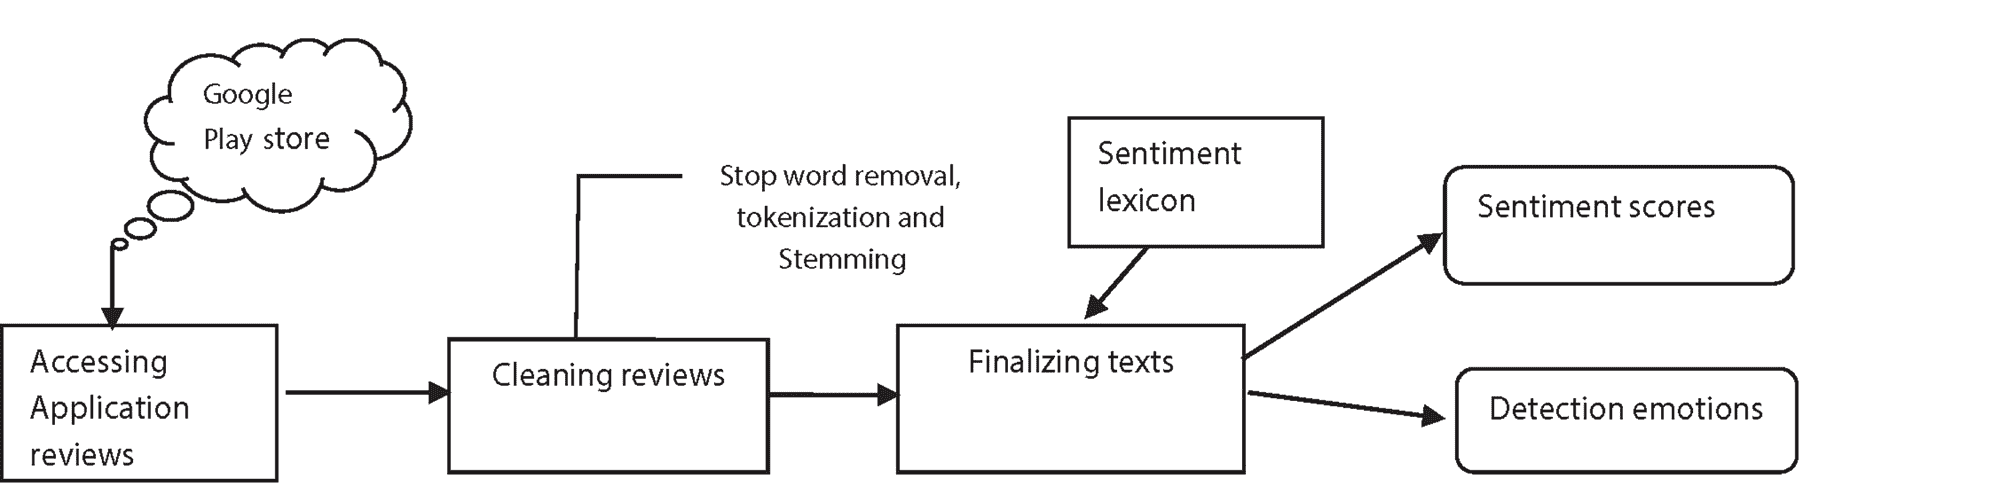 Google
Play store
Accessing
Application
reviews
Cleaning reviews
Stop word removal,
tokenization and
Stemming
Finalizing texts
Sentiment
lexicon
Sentiment scores
Detection emotions